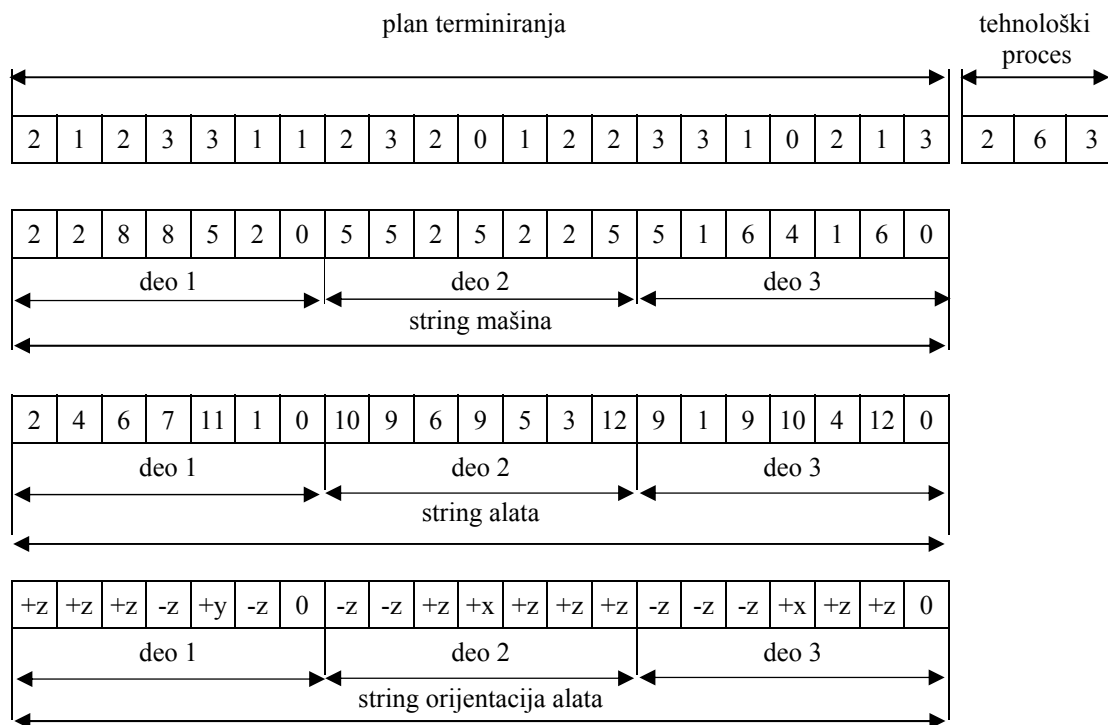 plan terminiranja
tehnološki
proces
2 1 2 3 3 1 1 2 3 2 0 1 2 2 3 3 1 0 2 1 3 2 6 3
2 2 8 8 5 2 0 5 5 2 5 2 2 5 5 1 6 4 1 6 0
deo 1 deo 2 deo 3
string mašina
2 4 6 7 11 1 0 10 9 6 9 5 3 12 9 1 9 10 4 12 0
deo 1 deo 2 deo 3
string alata
+z +z +z -z +y -z 0 -z -z +z +x +z +z +z -z -z -z +x +z +z 0
deo 1 deo 2 deo 3
string orijentacija alata